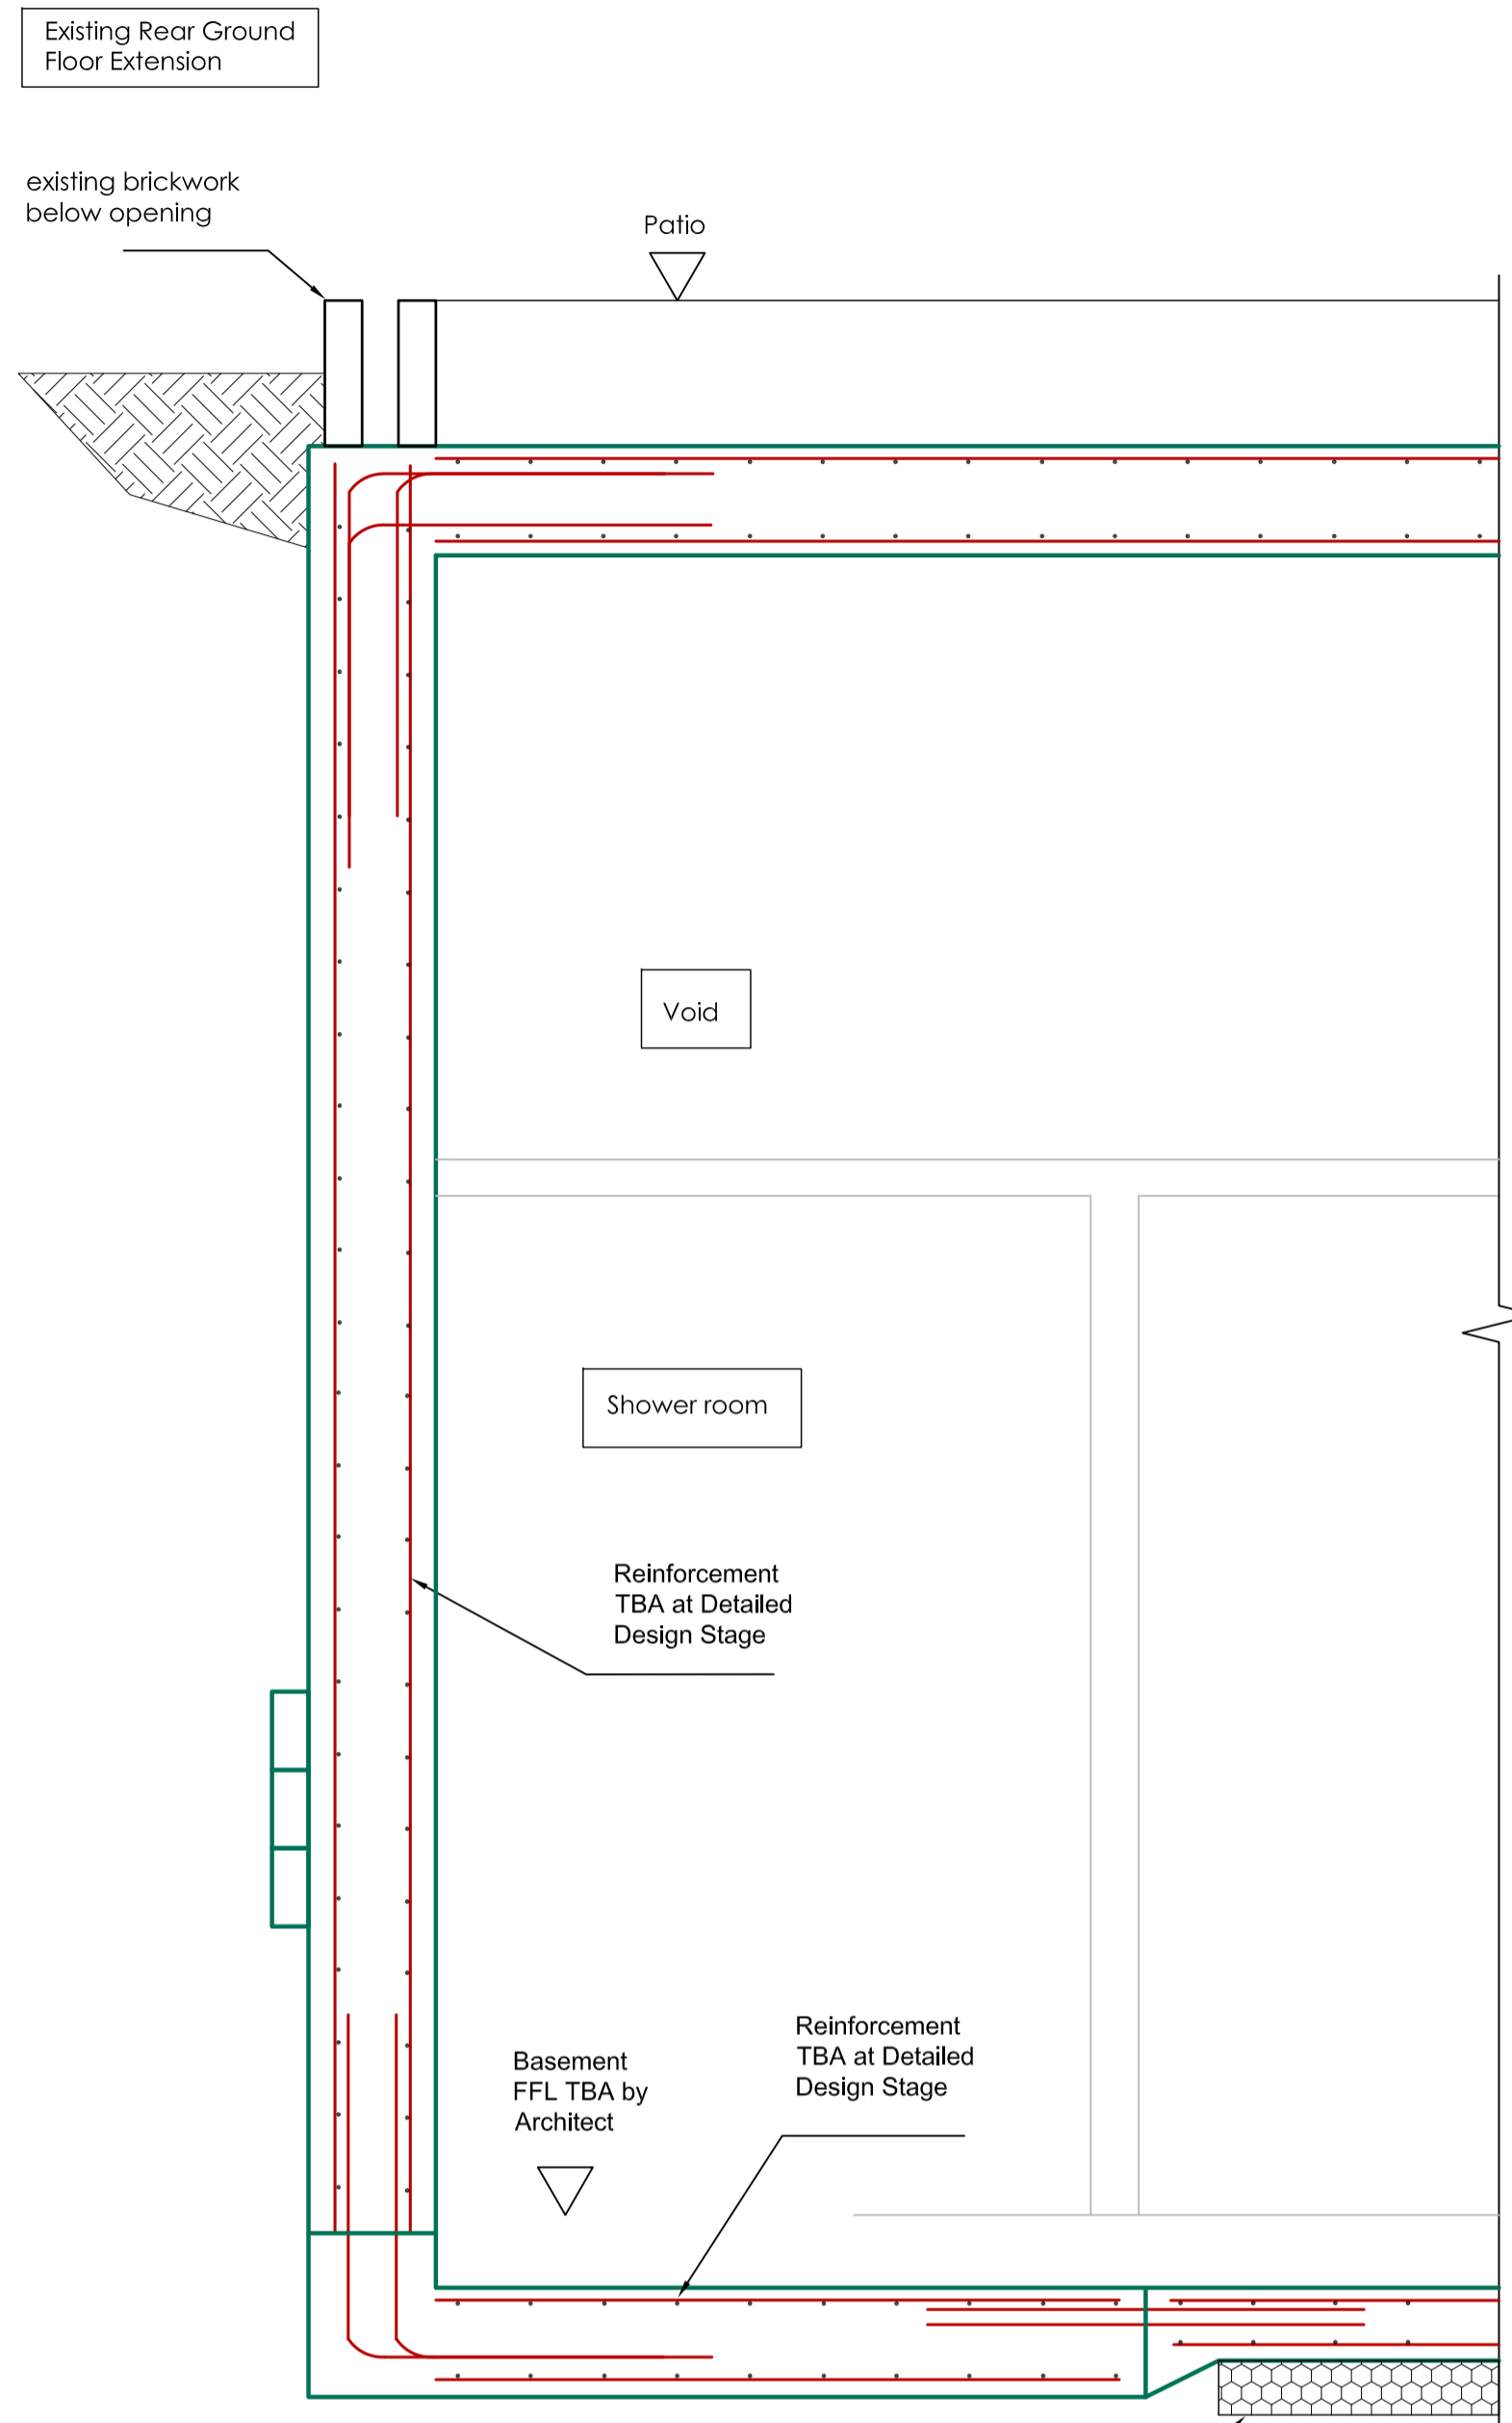 Existing Rear Ground
Floor Extension
existing brickwork
below opening
Patio
Void
Shower room
Reinforcement
TBA at Detailed
Design Stage
Reinforcement
TBA at Detailed
Design Stage
Basement
FFL TBA by
Architect